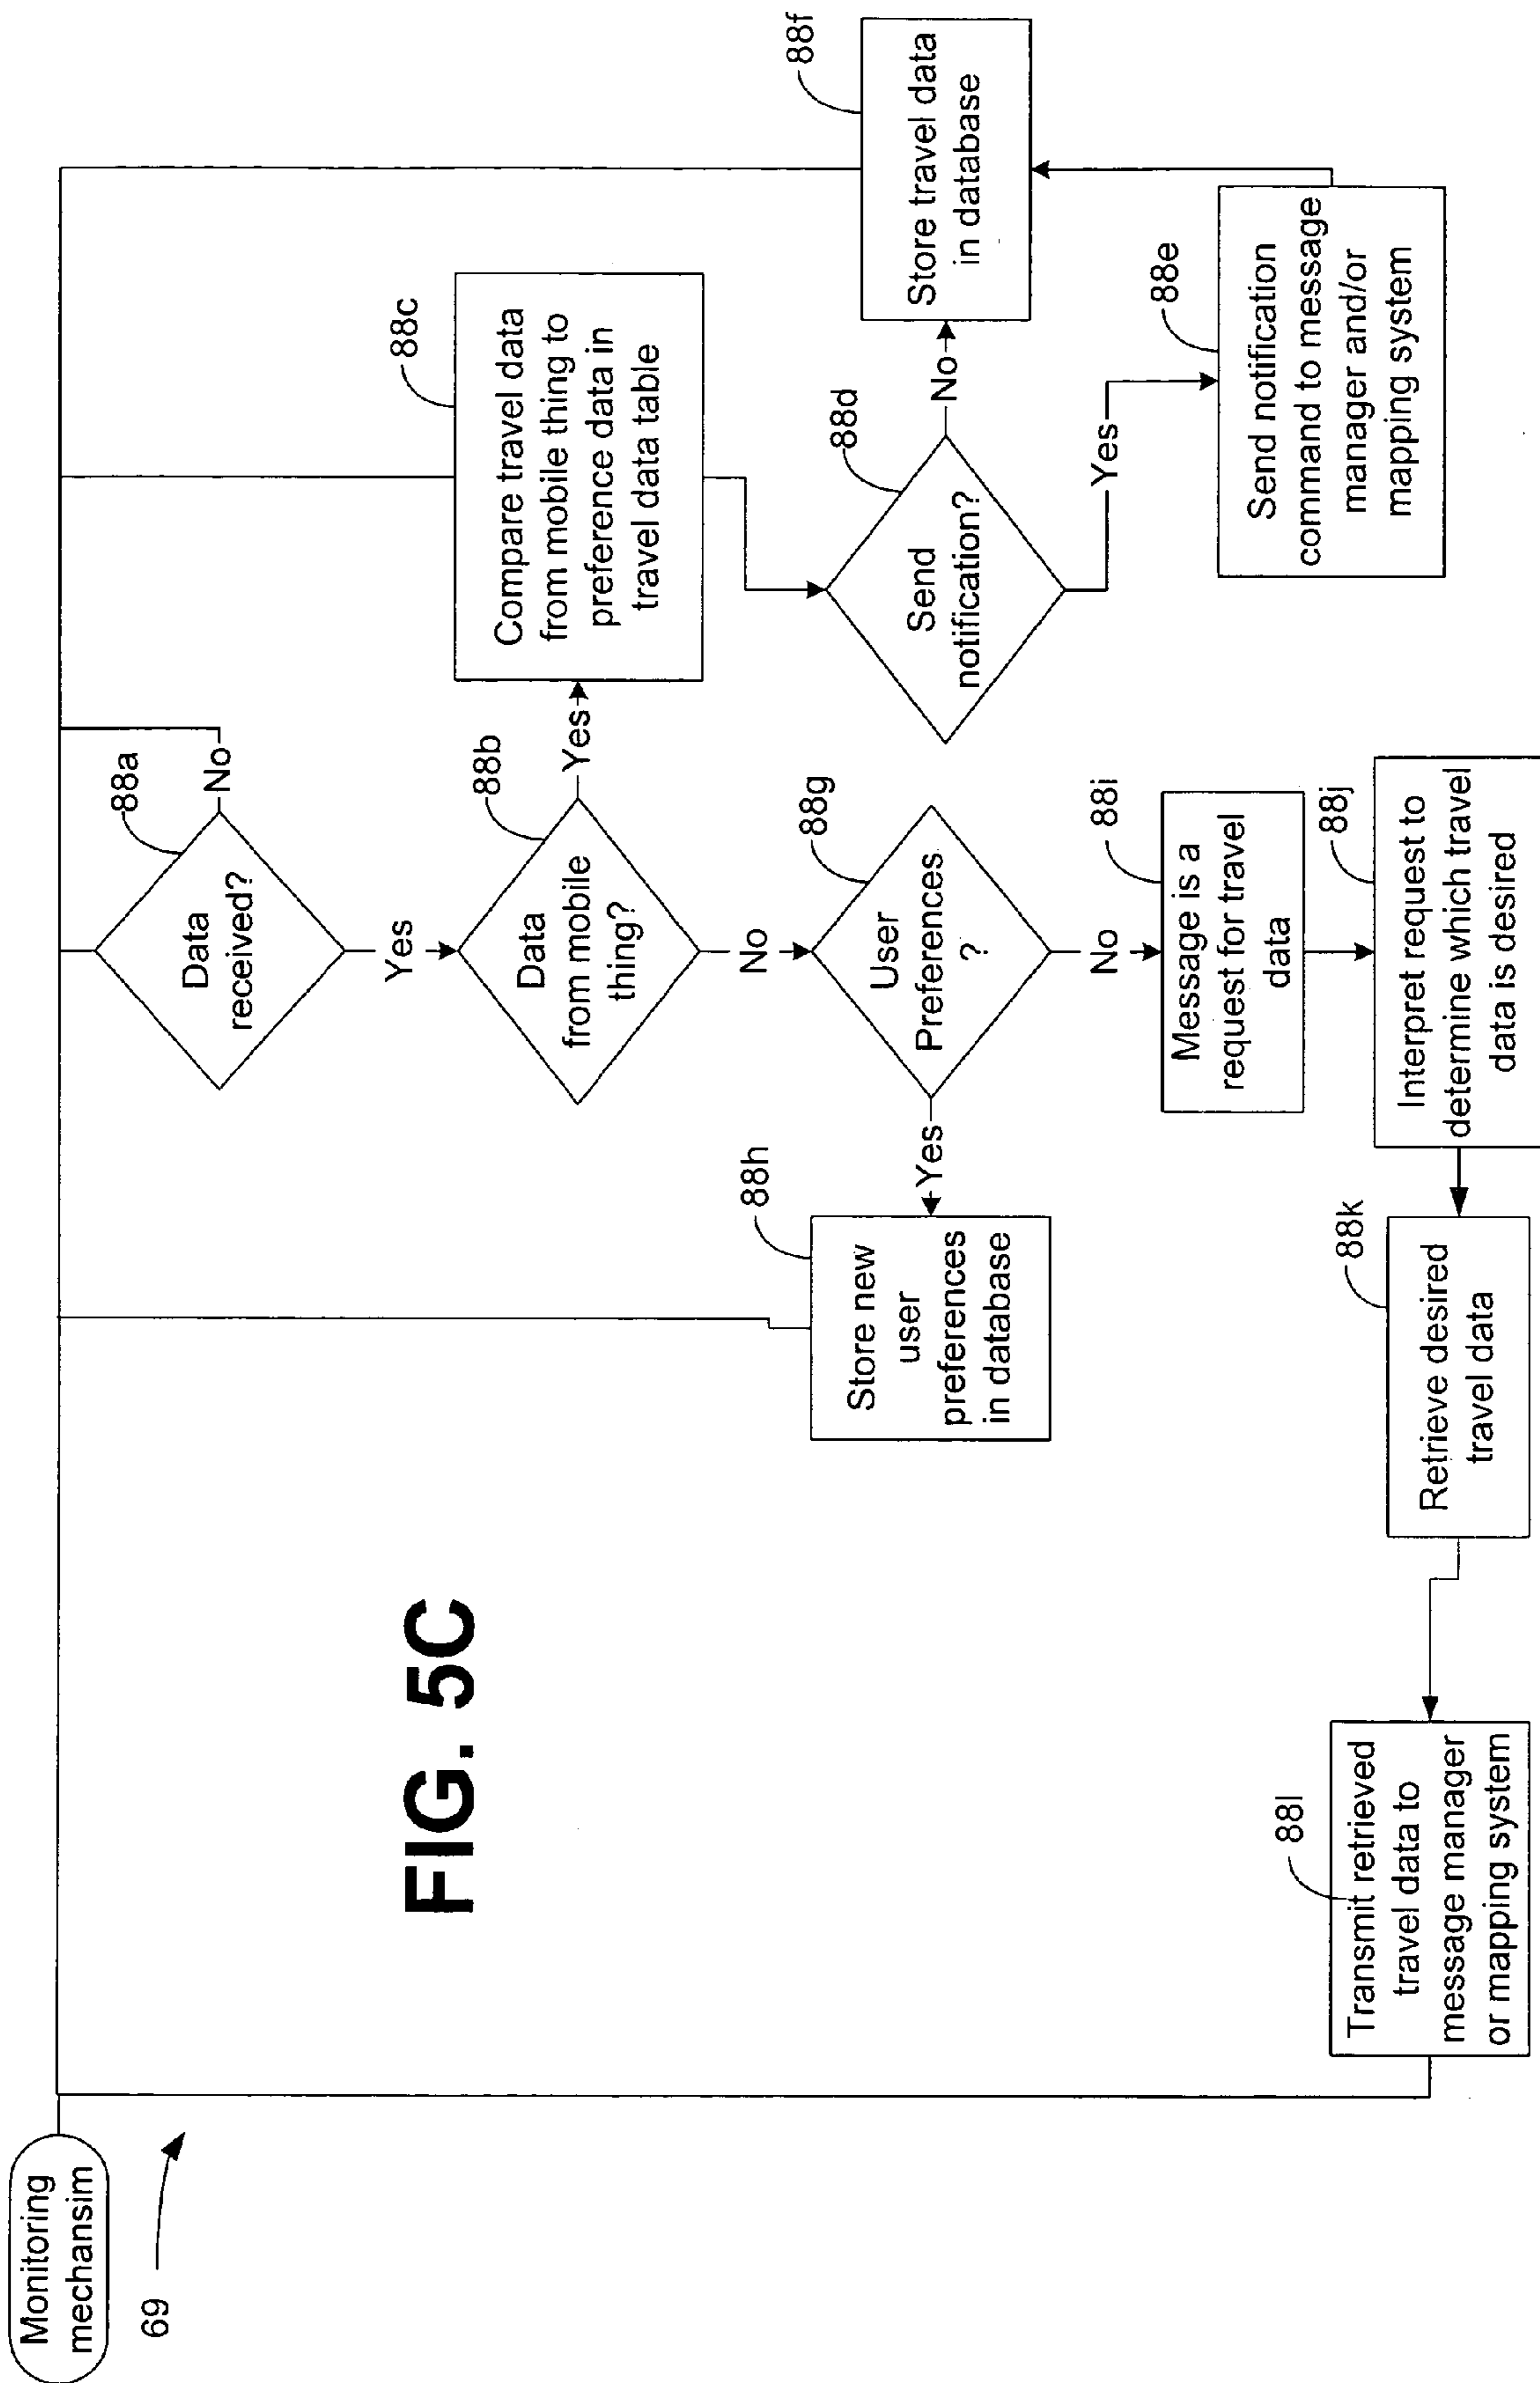 Monitoring
mechansim
69
FIG. 5C
88a
Data
received?
No
Yes
88b
Data
from mobile
thing?
Yes
No
88c
Compare travel data
from mobile thing to
preference data in
travel data table
88d
Send
notification?
No
Yes
88e
Send notification
command to message
manager and/or
mapping system
88f
Store travel data
in database
88g
User
Preferences
?
Yes
No
88h
Store new
user
preferences
in database
88i
Message is a
request for travel
data
88j
Interpret request to
determine which travel
data is desired
88k
Retrieve desired
travel data
88l
Transmit retrieved
travel data to
message manager
or mapping system